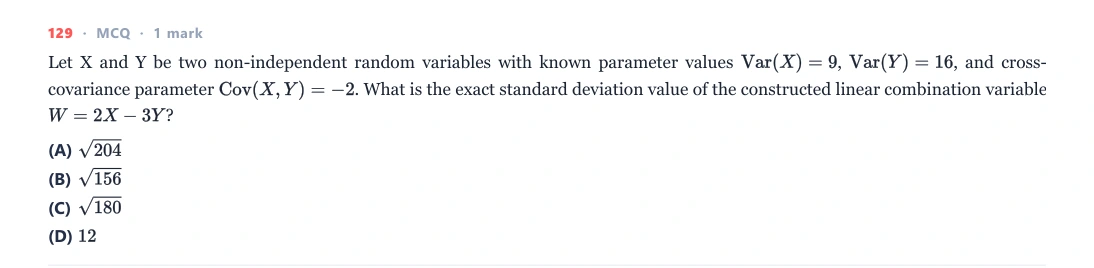 129 · MCQ · 1 mark
Let X and Y be two non-independent random variables with known parameter values Var(X) = 9, Var(Y) = 16, and cross-
covariance parameter Cov(X, Y) = −2. What is the exact standard deviation value of the constructed linear combination variable
W = 2X − 3Y?
(A) √204
(B) √156
(C) √180
(D) 12